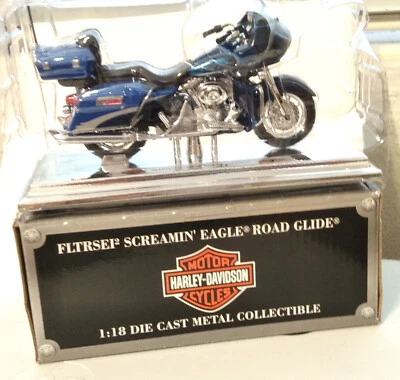 FLTRSEI² SCREAMIN' EAGLE® ROAD GLIDE®
MOTOR
HARLEY-DAVIDSON
CYCLES
1:18 DIE CAST METAL COLLECTIBLE